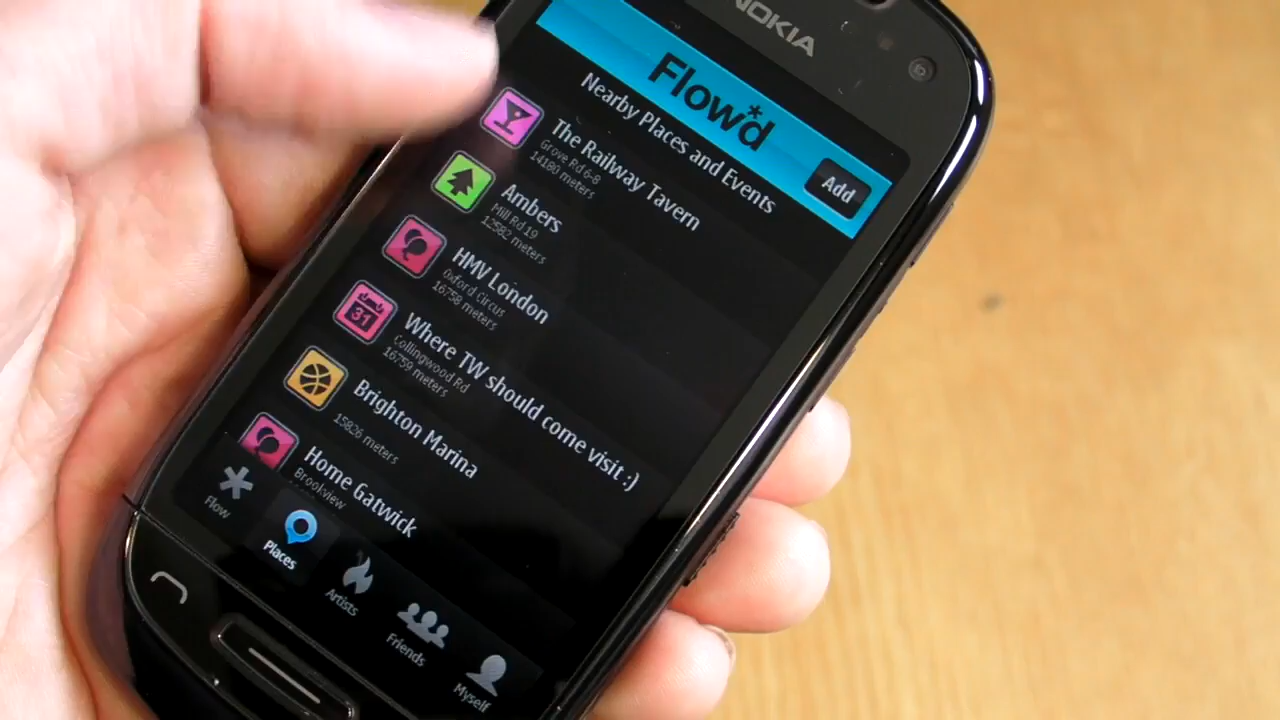 NOKIA
Flow'd
Add
Nearby Places and Events
The Railway Tavern
Grove Rd 6-8
14180 meters
Ambers
Mill Rd 19
12582 meters
HMV London
Oxford Circus
16758 meters
31
Where TW should come visit :)
Collingwood Rd
16759 meters
Brighton Marina
15826 meters
Home Gatwick
Brookview
Flow
Places
Artists
Friends
Myself